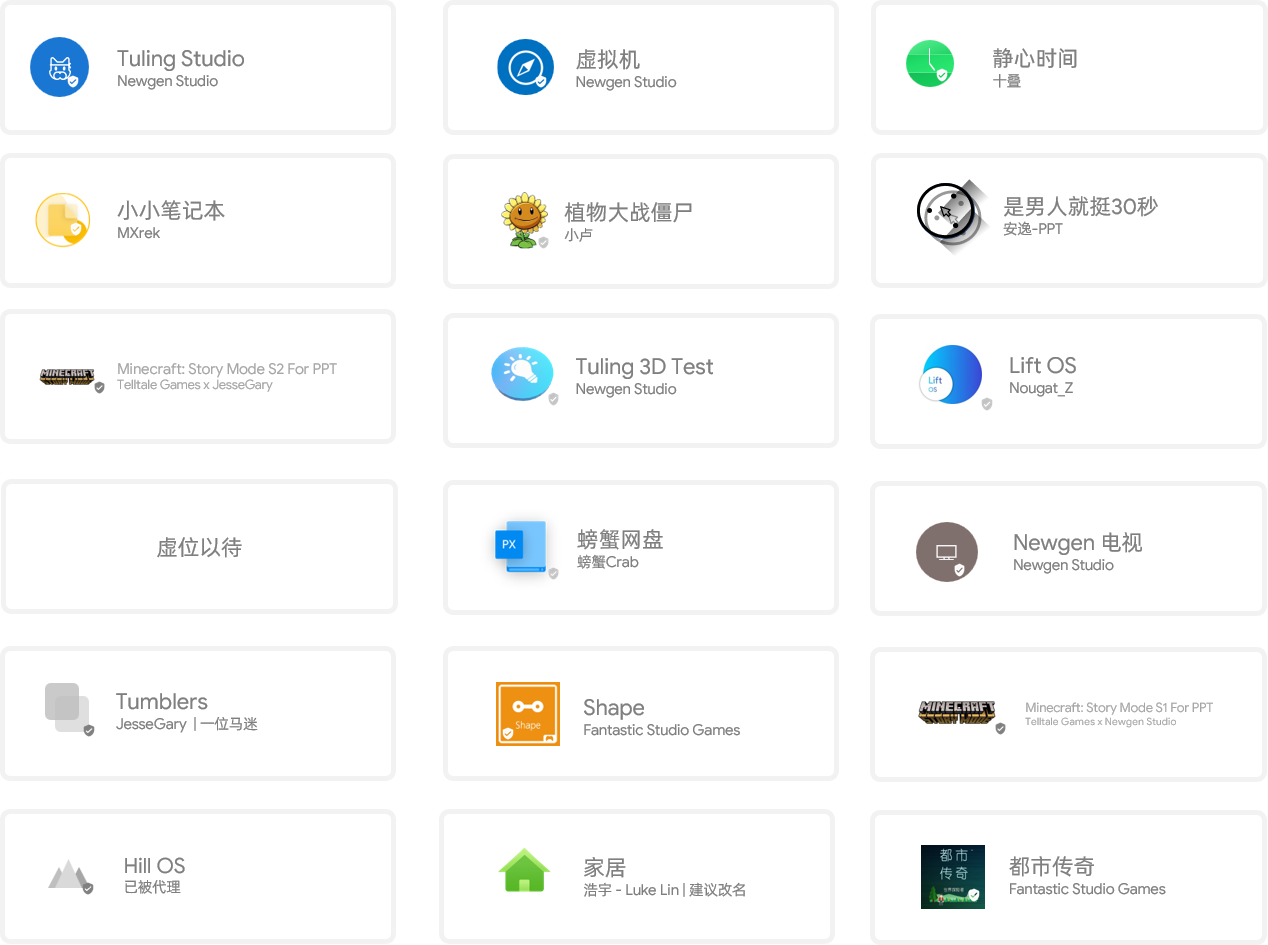 Tuling Studio
Newgen Studio
虚拟机
Newgen Studio
静心时间
十叠
小小笔记本
MXrek
植物大战僵尸
小卢
是男人就挺30秒
安逸-PPT
MINECRAFT
STORY MODE
Minecraft: Story Mode S2 For PPT
Telltale Games x JesseGary
Tuling 3D Test
Newgen Studio
Lift
OS
Lift OS
Nougat_Z
虚位以待
PX
螃蟹网盘
螃蟹Crab
Newgen 电视
Newgen Studio
Tumblers
JesseGary | 一位马迷
Shape
Shape
Fantastic Studio Games
MINECRAFT
STORY MODE
Minecraft: Story Mode S1 For PPT
Telltale Games x Newgen Studio
Hill OS
已被代理
家居
浩宇 - Luke Lin | 建议改名
都市
传奇
都市传奇
Fantastic Studio Games